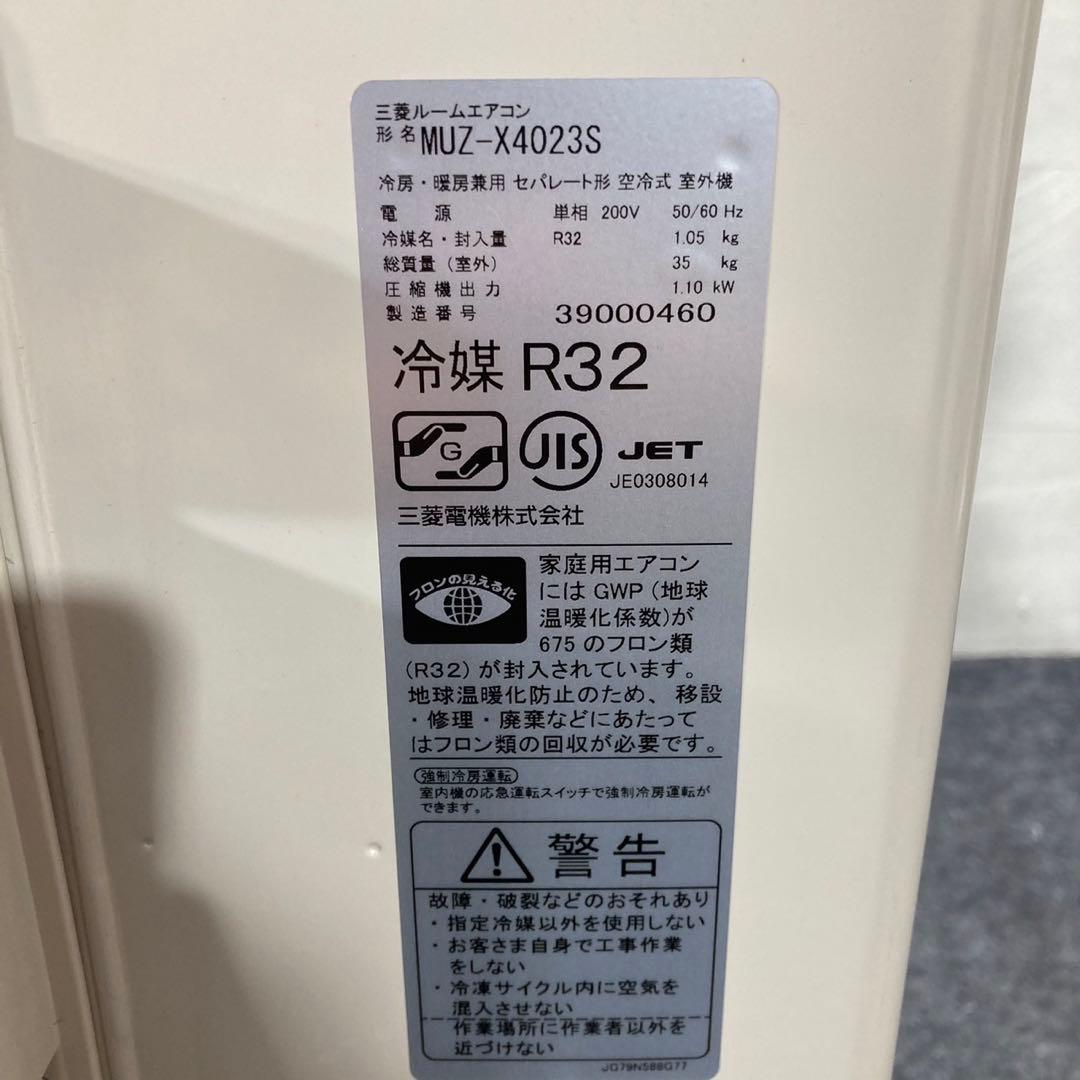 三菱ルームエアコン
形名 MUZ-X4023S
冷房・暖房兼用 セパレート形 空冷式 室外機
電源 単相 200V 50/60 Hz
冷媒名・封入量 R32 1.05 kg
総質量（室外） 35 kg
圧縮機出力 1.10 kW
製造番号 39000460
冷媒 R32
G JIS JET
JE0308014
三菱電機株式会社
フロンの見える化
家庭用エアコン
には GWP（地球
温暖化係数)が
675 のフロン類
(R32) が封入されています。
地球温暖化防止のため、移設
・修理・廃棄などにあたって
はフロン類の回収が必要です。
強制冷房運転
室内機の応急運転スイッチで強制冷房運転が
できます。
警告
故障・破裂などのおそれあり
・指定冷媒以外を使用しない
・お客さま自身で工事作業
をしない
・冷凍サイクル内に空気を
混入させない
作業場所に作業者以外を
近づけない
JG79N588G77